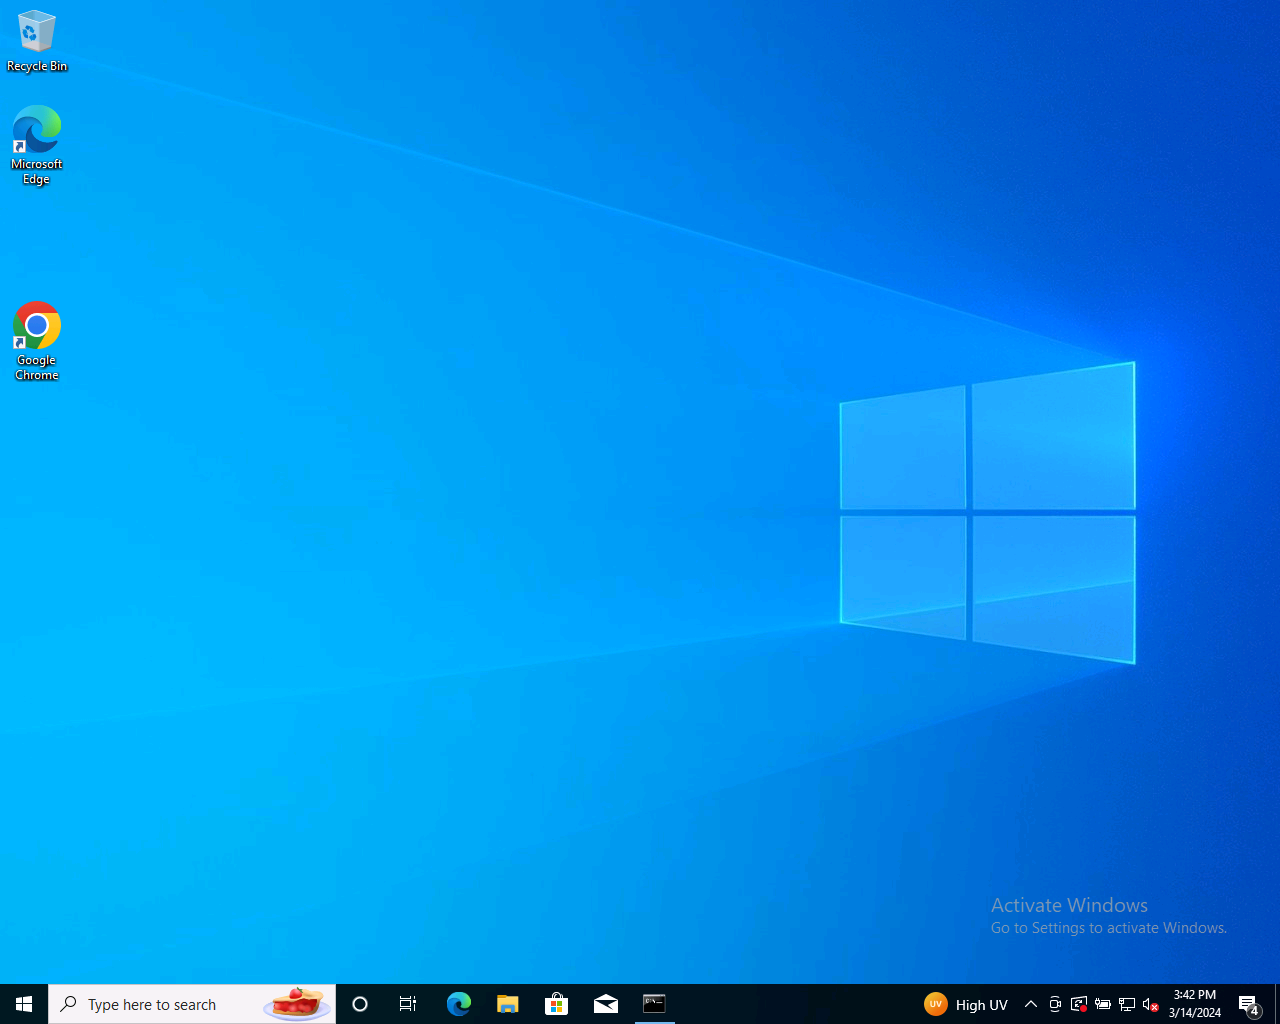 Recycle Bin
Microsoft
Edge
Google
Chrome
Activate Windows
Go to Settings to activate Windows.
Type here to search
UV
High UV
3:42 PM
3/14/2024
4